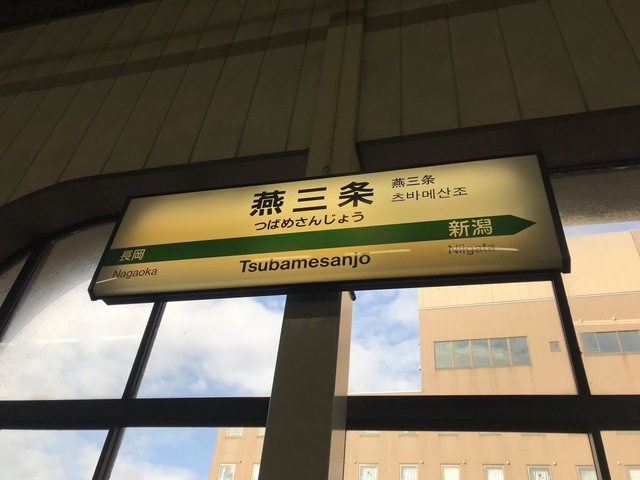 燕三条
燕三条
츠바메산조
つばめさんじょう
長岡 新潟
Nagaoka Tsubamesanjo Niigata